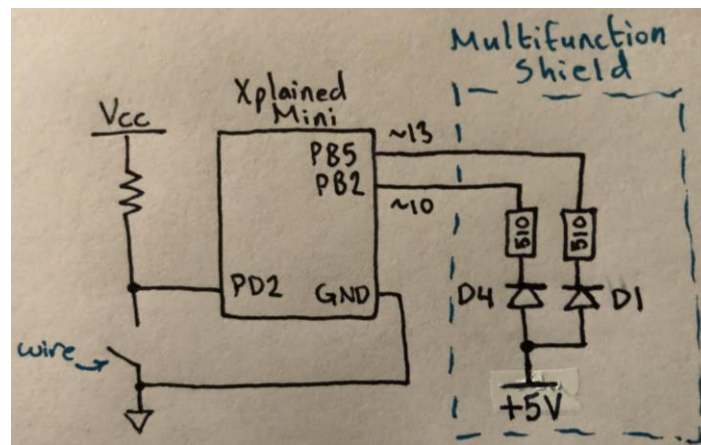 Multifunction
Shield
Xplained
Mini
Vcc
PB5
~13
PB2
~10
510
510
PD2
GND
D4
D1
wire
+5V